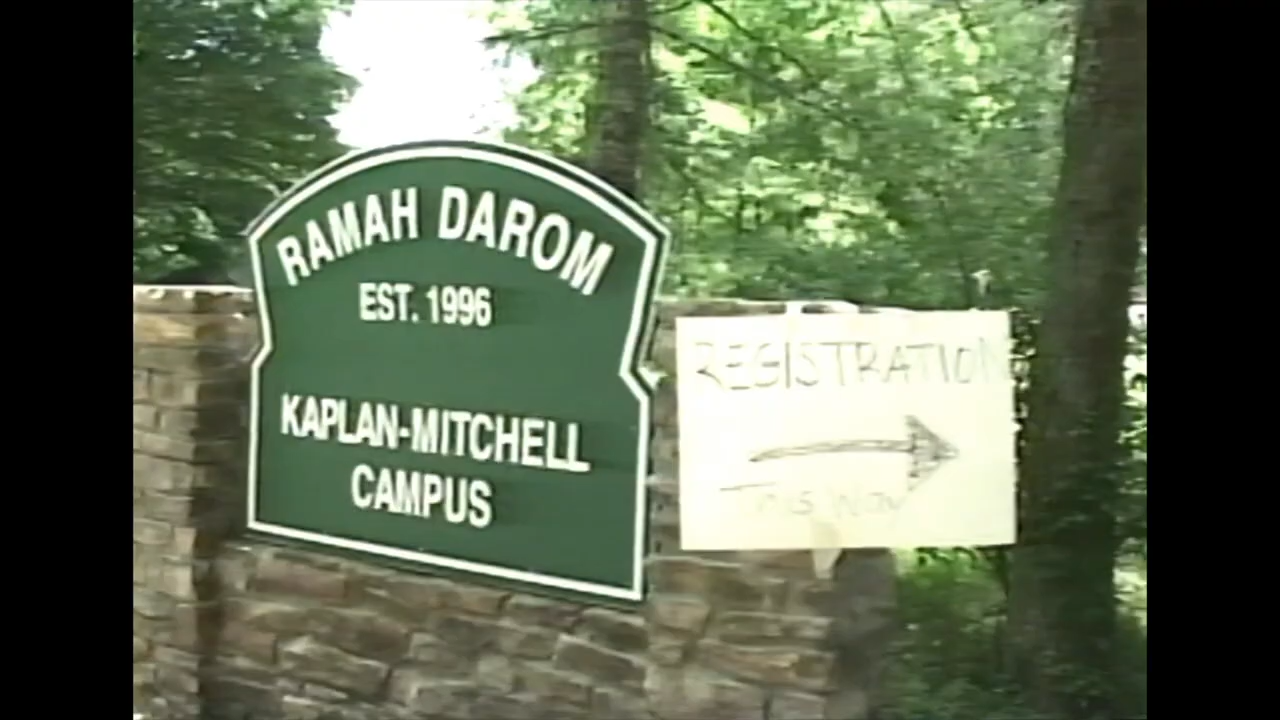 RAMAH DAROM
EST. 1996
KAPLAN-MITCHELL
CAMPUS
REGISTRATION
THIS WAY